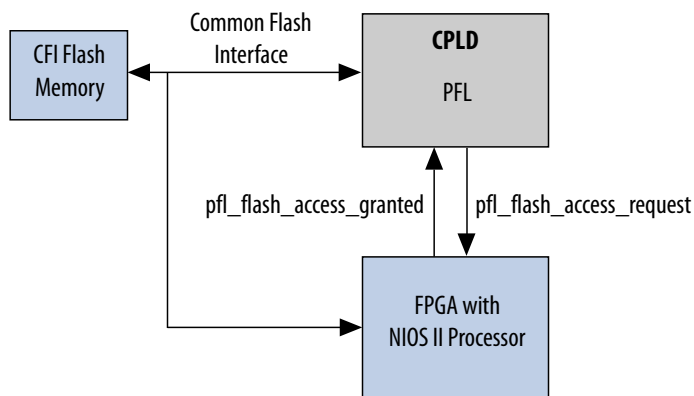 Common Flash
Interface
CFI Flash
Memory
CPLD
PFL
pfl_flash_access_granted
pfl_flash_access_request
FPGA with
NIOS II Processor